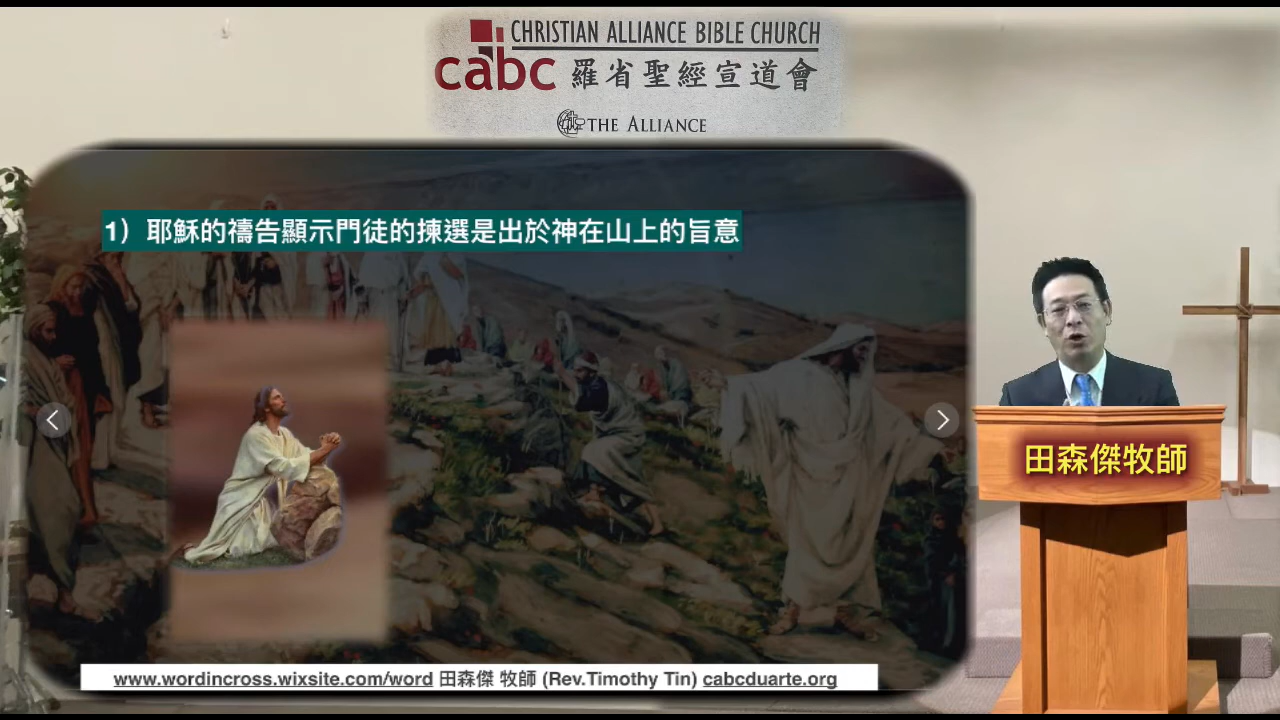 CHRISTIAN ALLIANCE BIBLE CHURCH
cabc 羅省聖經宣道會
THE ALLIANCE
1）耶穌的禱告顯示門徒的揀選是出於神在山上的旨意
田森傑牧師
www.wordincross.wixsite.com/word 田森傑 牧師 (Rev.Timothy Tin) cabcduarte.org